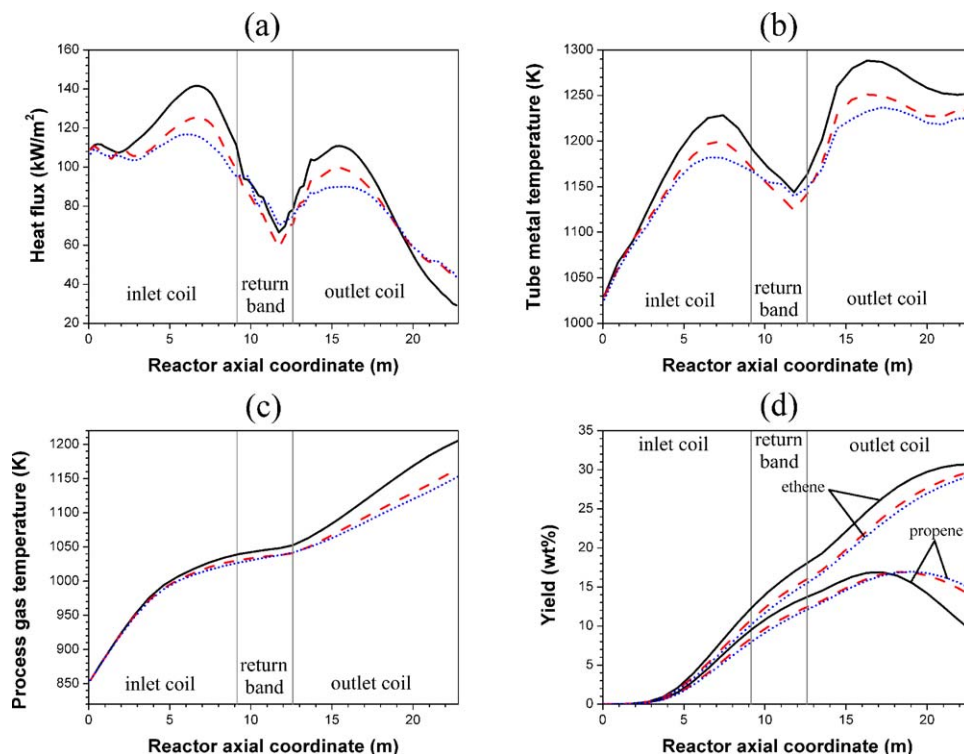 (a)
160
140
120
100
80
60
40
20
Heat flux (kW/m²)
inlet coil
return
band
outlet coil
0
5
10
15
20
Reactor axial coordinate (m)
(b)
1300
1250
1200
1150
1100
1050
1000
Tube metal temperature (K)
inlet coil
return
band
outlet coil
0
5
10
15
20
Reactor axial coordinate (m)
(c)
1200
1150
1100
1050
1000
950
900
850
Process gas temperature (K)
inlet coil
return
band
outlet coil
0
5
10
15
20
Reactor axial coordinate (m)
(d)
35
30
25
20
15
10
5
0
Yield (wt%)
inlet coil
return
band
outlet coil
ethene
propene
0
5
10
15
20
Reactor axial coordinate (m)